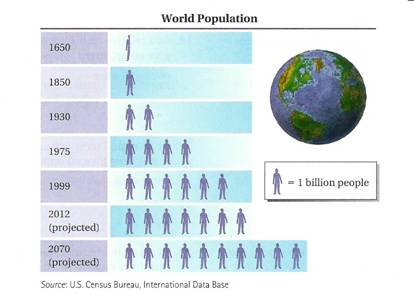 World Population
1650
1850
1930
1975
1999
2012
(projected)
2070
(projected)
= 1 billion people
Source: U.S. Census Bureau, International Data Base